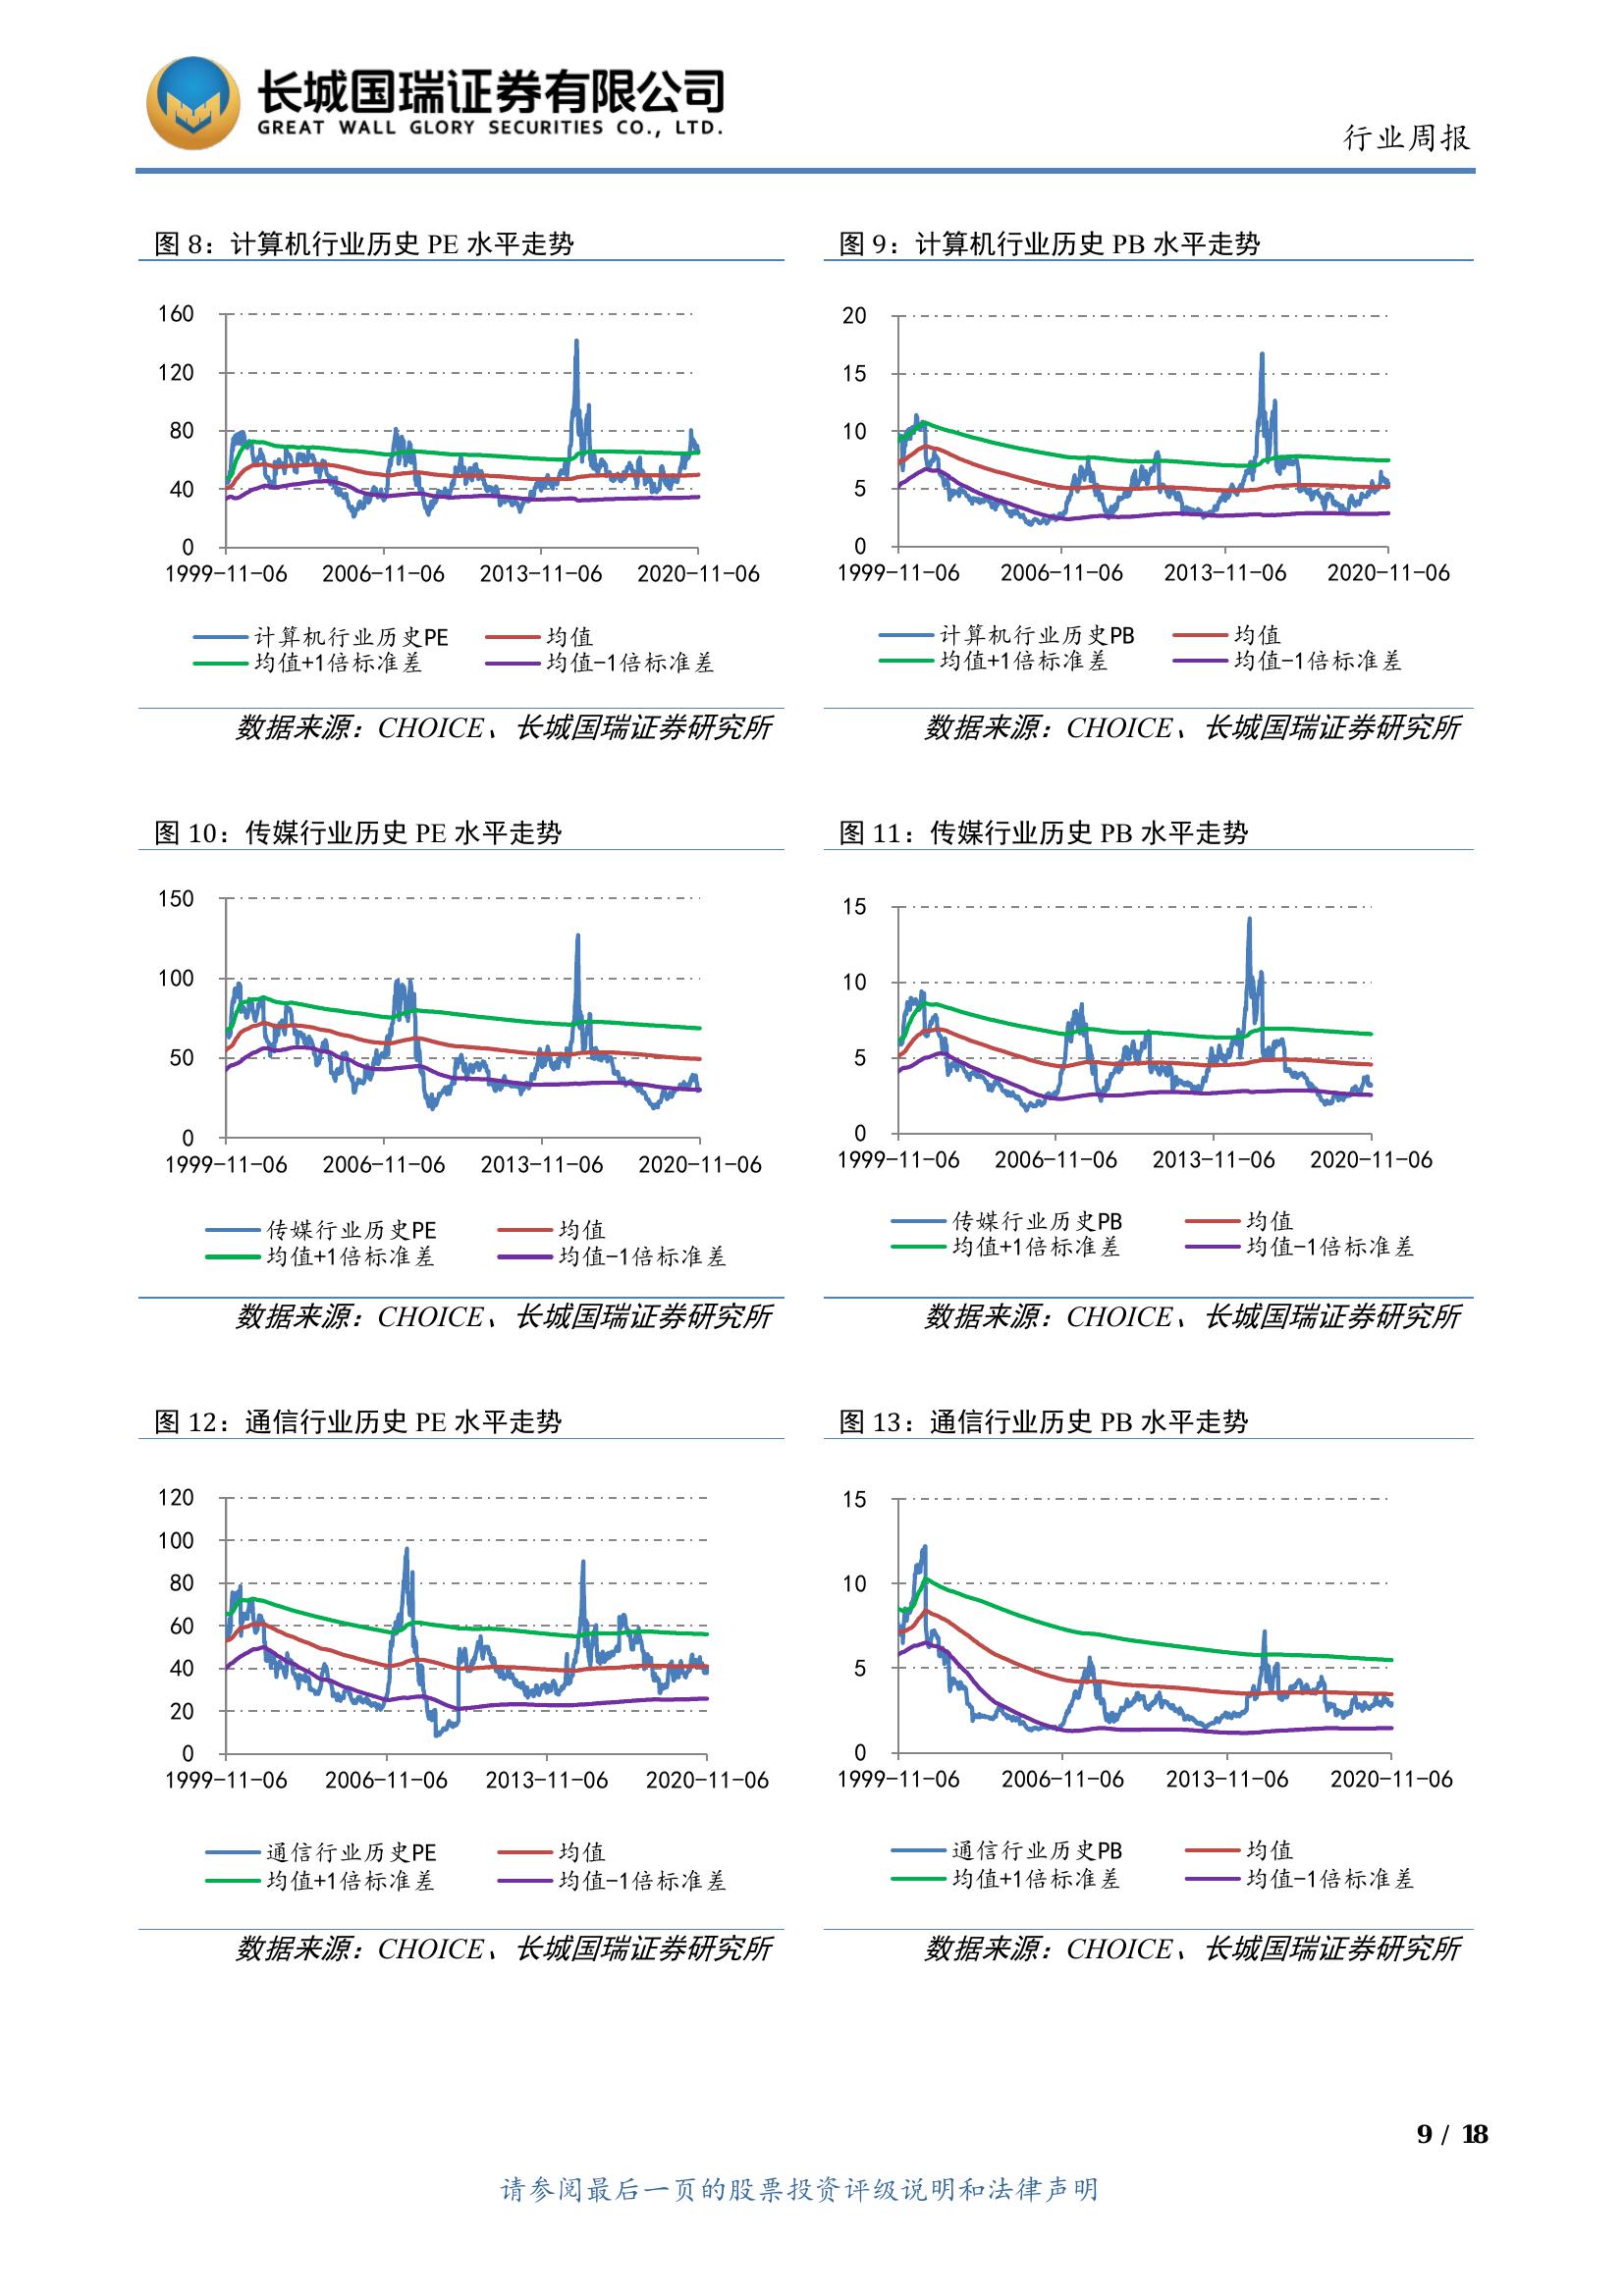 长城国瑞证券有限公司
GREAT WALL GLORY SECURITIES CO., LTD.
行业周报
图 8：计算机行业历史 PE 水平走势
160
120
80
40
0
1999-11-06 2006-11-06 2013-11-06 2020-11-06
计算机行业历史PE 均值
均值+1倍标准差 均值-1倍标准差
数据来源：CHOICE、长城国瑞证券研究所
图 9：计算机行业历史 PB 水平走势
20
15
10
5
0
1999-11-06 2006-11-06 2013-11-06 2020-11-06
计算机行业历史PB 均值
均值+1倍标准差 均值-1倍标准差
数据来源：CHOICE、长城国瑞证券研究所
图 10：传媒行业历史 PE 水平走势
150
100
50
0
1999-11-06 2006-11-06 2013-11-06 2020-11-06
传媒行业历史PE 均值
均值+1倍标准差 均值-1倍标准差
数据来源：CHOICE、长城国瑞证券研究所
图 11：传媒行业历史 PB 水平走势
15
10
5
0
1999-11-06 2006-11-06 2013-11-06 2020-11-06
传媒行业历史PB 均值
均值+1倍标准差 均值-1倍标准差
数据来源：CHOICE、长城国瑞证券研究所
图 12：通信行业历史 PE 水平走势
120
100
80
60
40
20
0
1999-11-06 2006-11-06 2013-11-06 2020-11-06
通信行业历史PE 均值
均值+1倍标准差 均值-1倍标准差
数据来源：CHOICE、长城国瑞证券研究所
图 13：通信行业历史 PB 水平走势
15
10
5
0
1999-11-06 2006-11-06 2013-11-06 2020-11-06
通信行业历史PB 均值
均值+1倍标准差 均值-1倍标准差
数据来源：CHOICE、长城国瑞证券研究所
9 / 18
请参阅最后一页的股票投资评级说明和法律声明